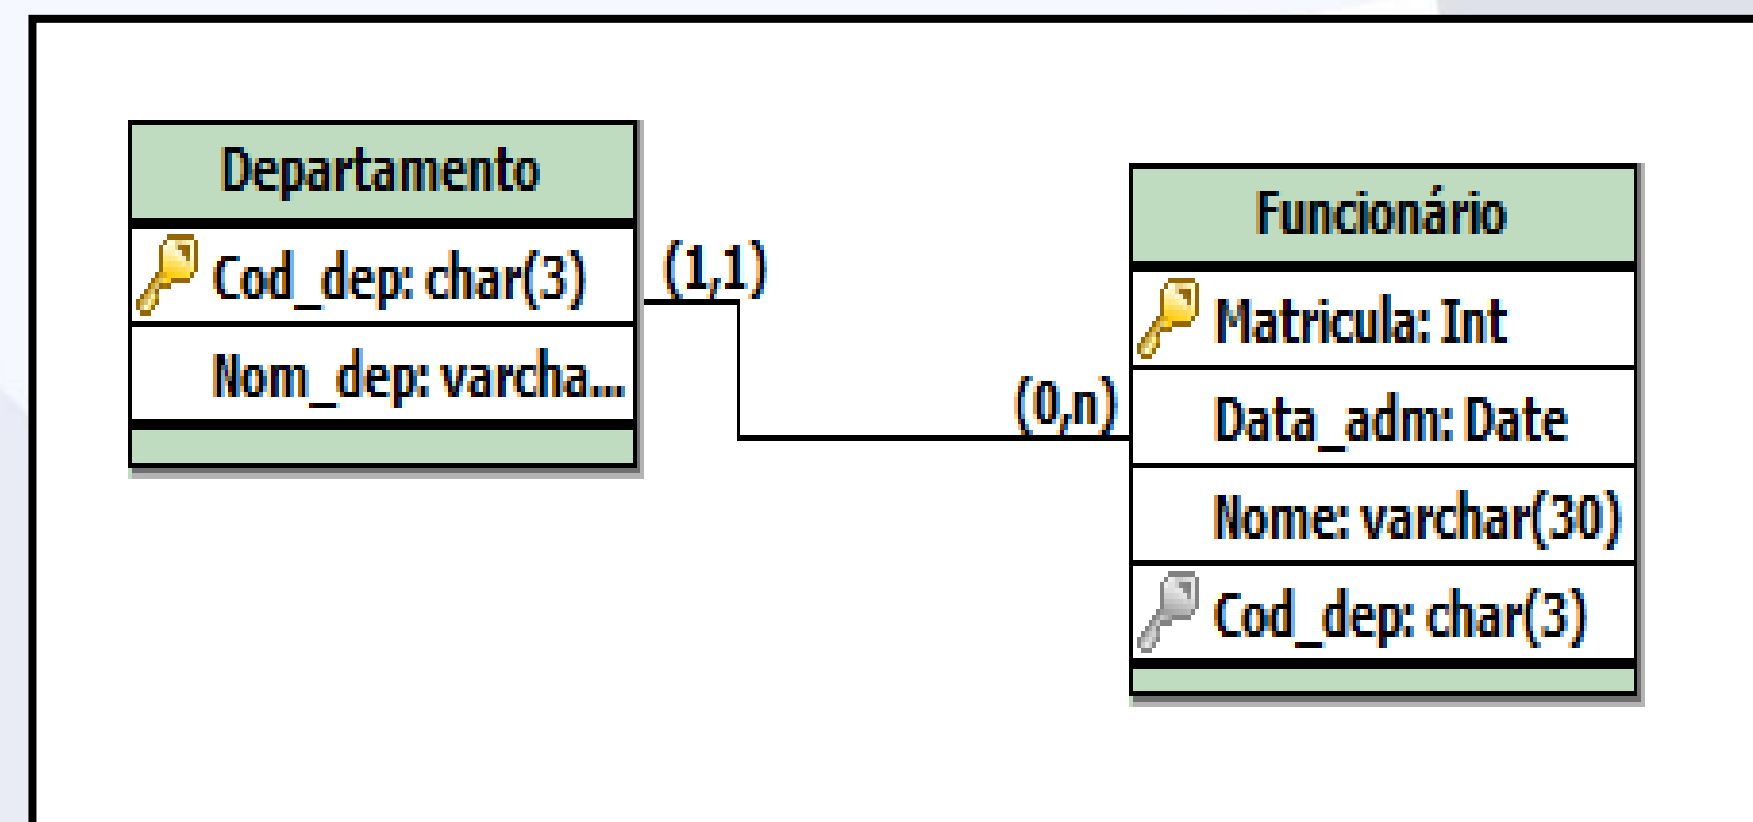 Departamento
Cod_dep: char(3)
Nom_dep: varcha...
(1,1)
(0,n)
Funcionário
Matricula: Int
Data_adm: Date
Nome: varchar(30)
Cod_dep: char(3)